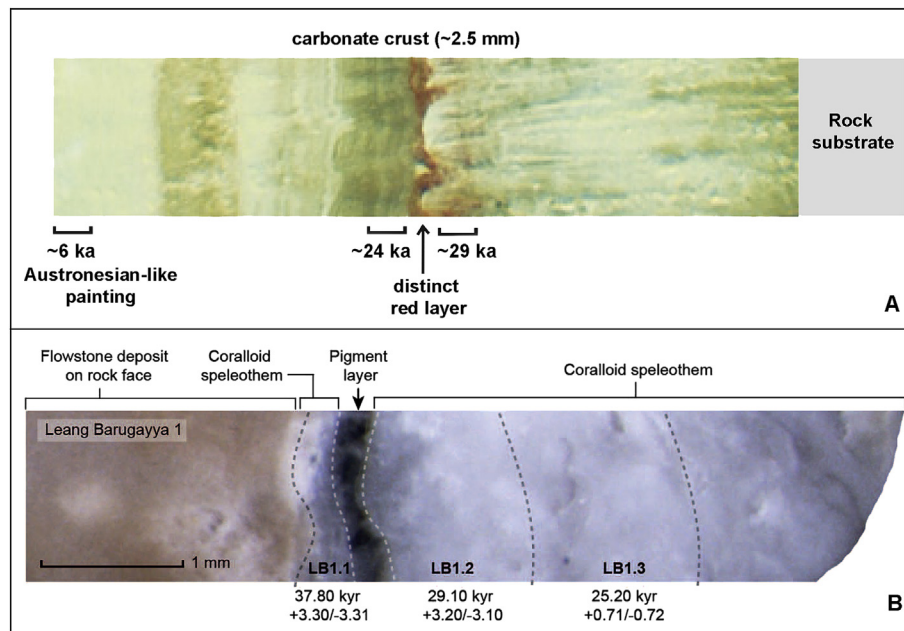 carbonate crust (~2.5 mm)
Rock
substrate
~6 ka
~24 ka
~29 ka
Austronesian-like
painting
distinct
red layer
A
Flowstone deposit
on rock face
Coralloid
speleothem
Pigment
layer
Coralloid speleothem
Leang Barugayya 1
1 mm
LB1.1
LB1.2
LB1.3
37.80 kyr
+3.30/-3.31
29.10 kyr
+3.20/-3.10
25.20 kyr
+0.71/-0.72
B